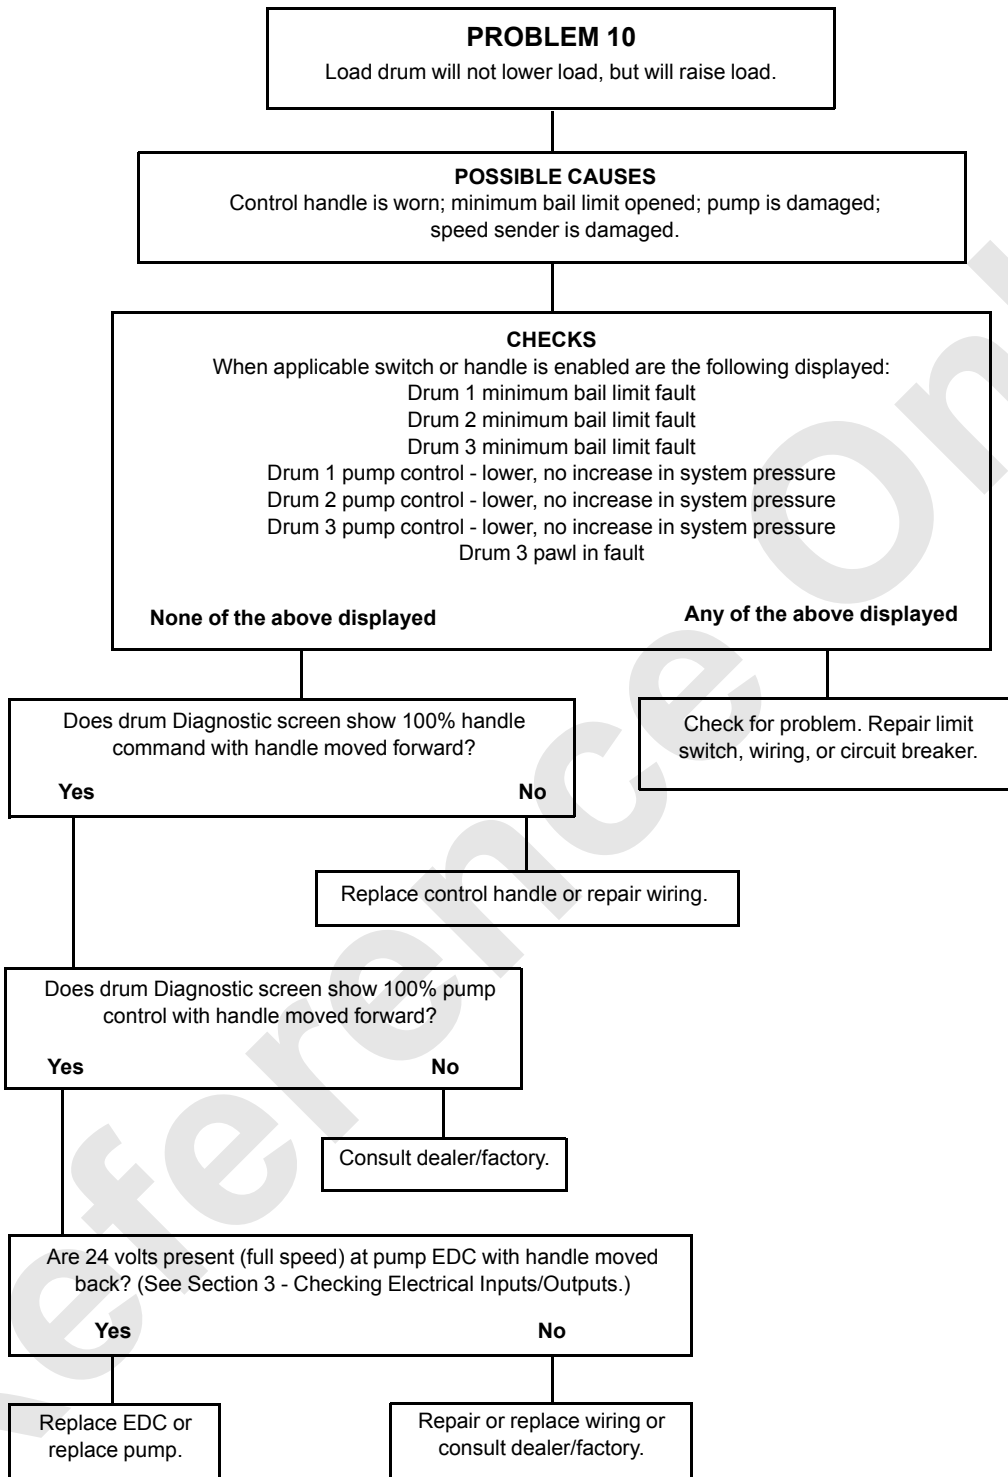 PROBLEM 10
Load drum will not lower load, but will raise load.
POSSIBLE CAUSES
Control handle is worn; minimum bail limit opened; pump is damaged;
speed sender is damaged.
CHECKS
When applicable switch or handle is enabled are the following displayed:
Drum 1 minimum bail limit fault
Drum 2 minimum bail limit fault
Drum 3 minimum bail limit fault
Drum 1 pump control - lower, no increase in system pressure
Drum 2 pump control - lower, no increase in system pressure
Drum 3 pump control - lower, no increase in system pressure
Drum 3 pawl in fault
None of the above displayed
Any of the above displayed
Does drum Diagnostic screen show 100% handle
command with handle moved forward?
Yes
No
Check for problem. Repair limit
switch, wiring, or circuit breaker.
Replace control handle or repair wiring.
Does drum Diagnostic screen show 100% pump
control with handle moved forward?
Yes
No
Consult dealer/factory.
Are 24 volts present (full speed) at pump EDC with handle moved
back? (See Section 3 - Checking Electrical Inputs/Outputs.)
Yes
No
Replace EDC or
replace pump.
Repair or replace wiring or
consult dealer/factory.